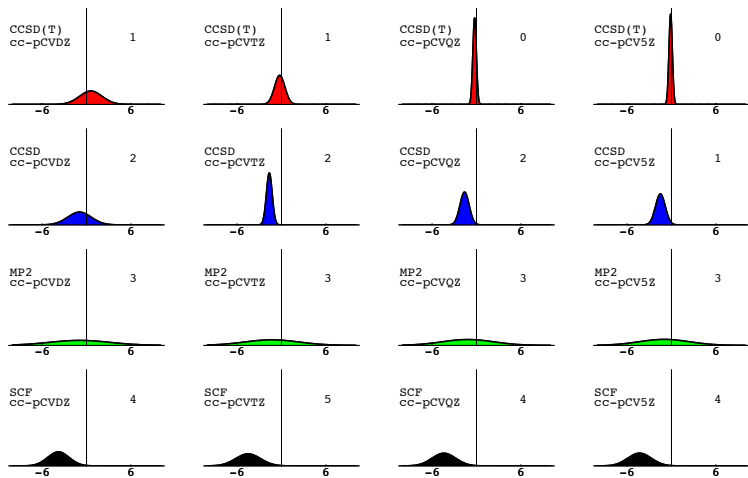 CCSD(T) CCSD(T) CCSD(T) CCSD(T)
cc-pCVDZ 1 cc-pCVTZ 1 cc-pCVQZ 0 cc-pCV5Z 0
-6 6 -6 6 -6 6 -6 6
CCSD CCSD CCSD CCSD
cc-pCVDZ 2 cc-pCVTZ 2 cc-pCVQZ 2 cc-pCV5Z 1
-6 6 -6 6 -6 6 -6 6
MP2 MP2 MP2 MP2
cc-pCVDZ 3 cc-pCVTZ 3 cc-pCVQZ 3 cc-pCV5Z 3
-6 6 -6 6 -6 6 -6 6
SCF SCF SCF SCF
cc-pCVDZ 4 cc-pCVTZ 5 cc-pCVQZ 4 cc-pCV5Z 4
-6 6 -6 6 -6 6 -6 6